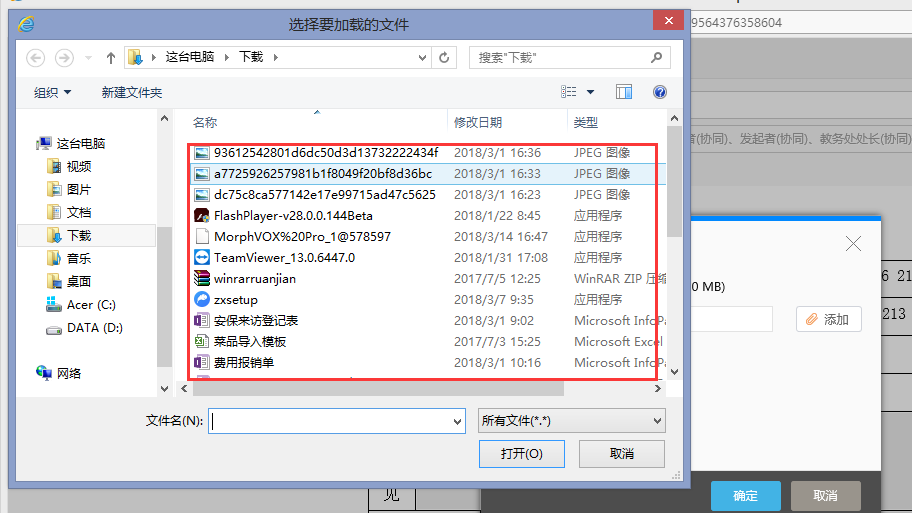 选择要加载的文件
9564376358604
这台电脑 下载
搜索"下载"
组织 新建文件夹
名称 修改日期 类型
这台电脑
视频
图片
文档
下载
音乐
桌面
Acer (C:)
DATA (D:)
网络
93612542801d6dc50d3d13732222434f 2018/3/1 16:36 JPEG 图像
a7725926257981b1f8049f20bf8d36bc 2018/3/1 16:33 JPEG 图像
dc75c8ca577142e17e99715ad47c5625 2018/3/1 16:23 JPEG 图像
FlashPlayer-v28.0.0.144Beta 2018/1/22 8:45 应用程序
MorphVOX%20Pro_1@578597 2018/3/14 16:47 应用程序
TeamViewer_13.0.6447.0 2018/1/31 17:08 应用程序
winrarruanjian 2017/7/5 12:25 WinRAR ZIP 压缩
zxsetup 2018/3/7 9:35 应用程序
安保来访登记表 2018/3/1 9:02 Microsoft InfoPa
菜品导入模板 2017/7/3 15:25 Microsoft Excel
费用报销单 2018/3/1 10:16 Microsoft InfoPa
文件名(N): 所有文件(*.*)
打开(O) 取消
者(协同)、发起者(协同)、教务处处长(协同)
0 MB)
6 21
添加
213
见
确定 取消